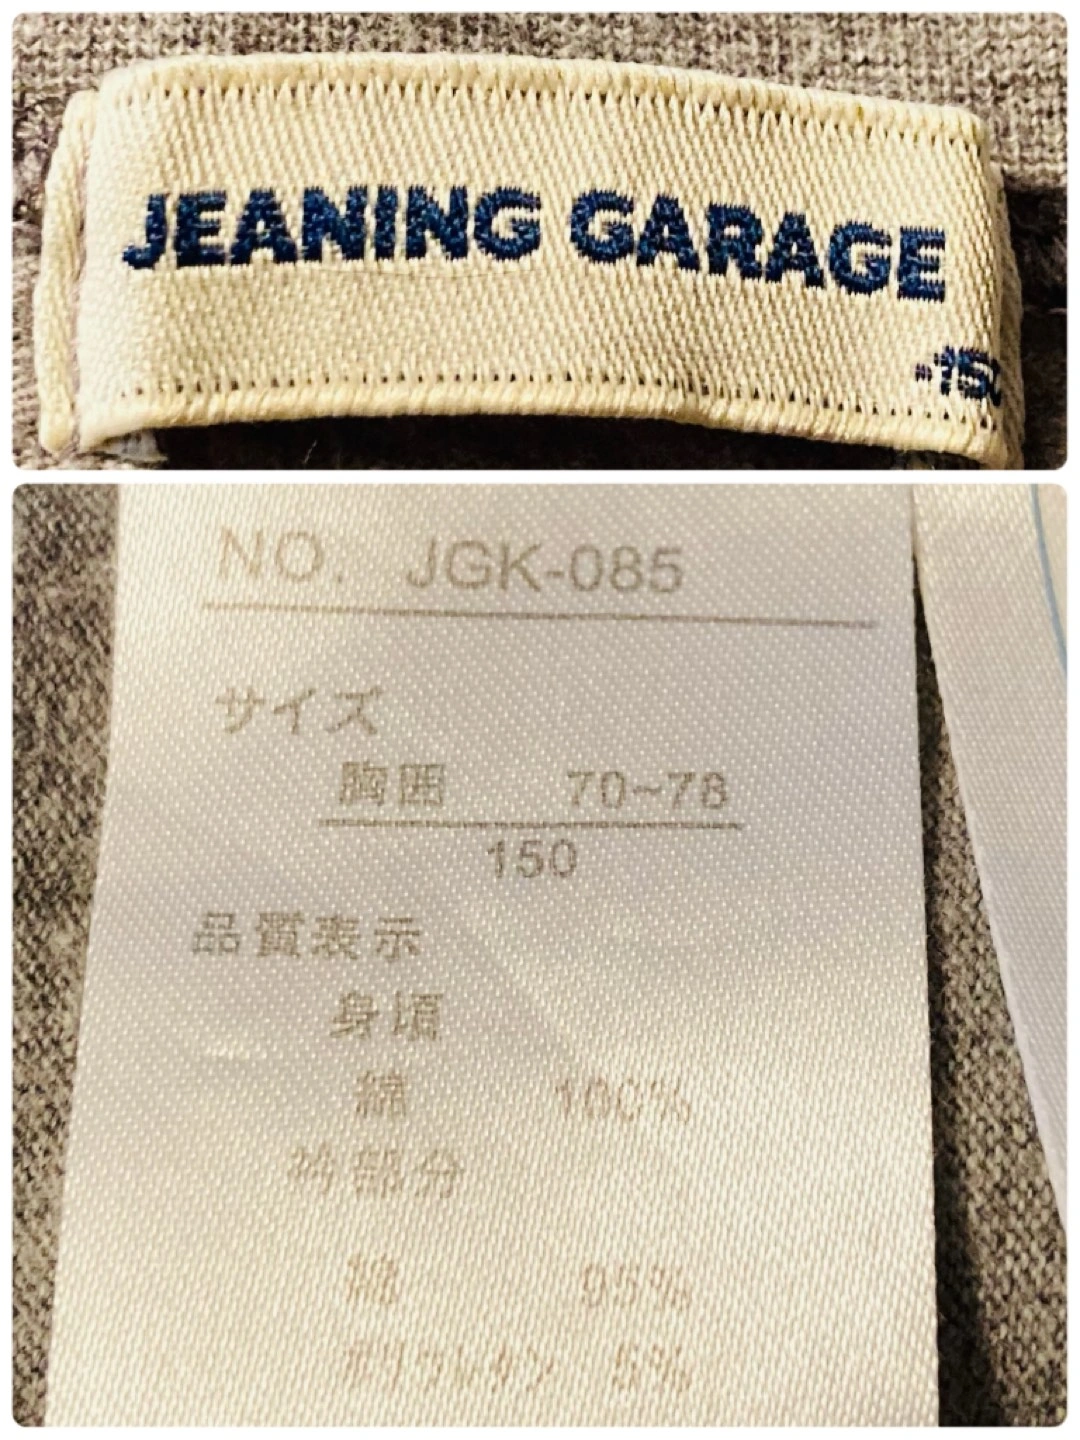 JEANING GARAGE
-150
NO. JGK-085
サイズ
胸囲 70~78
150
品質表示
身頃
綿 100%
衿部分
綿 95%
ポリウレタン 5%